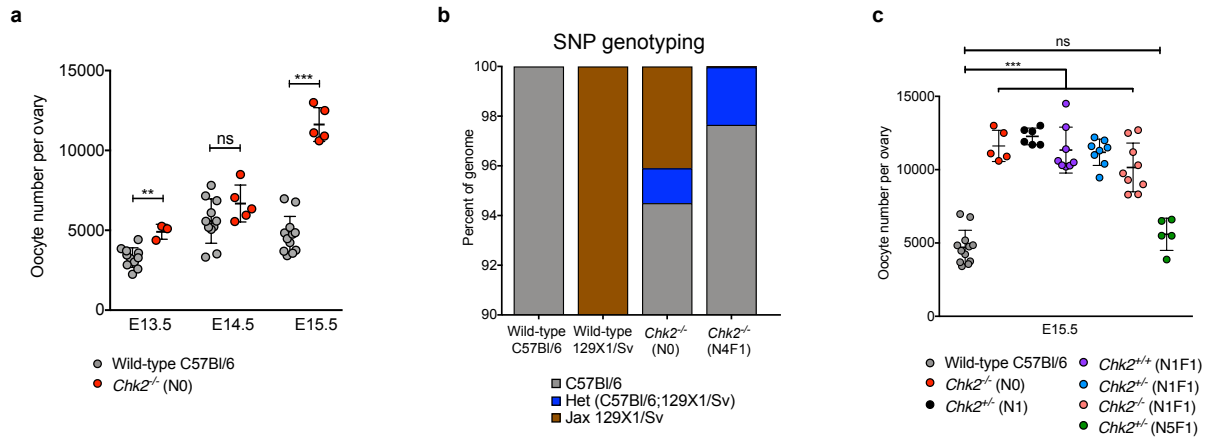 a
Oocyte number per ovary
15000
10000
5000
0
**
ns
***
E13.5 E14.5 E15.5
Wild-type C57Bl/6
Chk2-/- (N0)
b
SNP genotyping
Percent of genome
100
98
96
94
92
90
Wild-type C57Bl/6
Wild-type 129X1/Sv
Chk2-/- (N0)
Chk2-/- (N4F1)
C57Bl/6
Het (C57Bl/6;129X1/Sv)
Jax 129X1/Sv
c
ns
***
Oocyte number per ovary
15000
10000
5000
0
E15.5
Wild-type C57Bl/6
Chk2-/- (N0)
Chk2+/- (N1)
Chk2+/+ (N1F1)
Chk2+/- (N1F1)
Chk2-/- (N1F1)
Chk2+/- (N5F1)